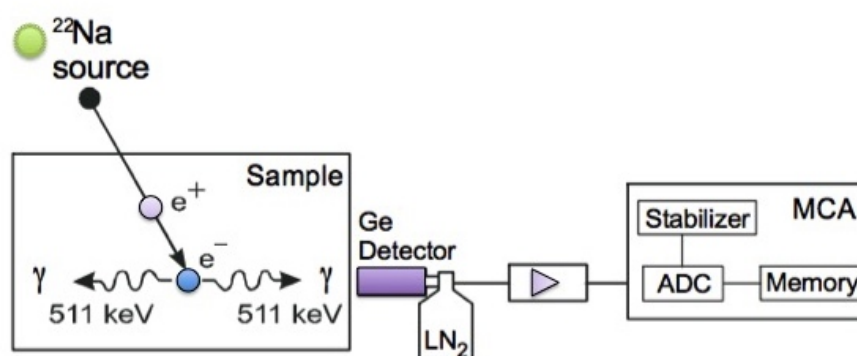 ²²Na
source
Sample
e⁺
e⁻
γ
γ
511 keV
511 keV
Ge
Detector
LN₂
MCA
Stabilizer
ADC
Memory